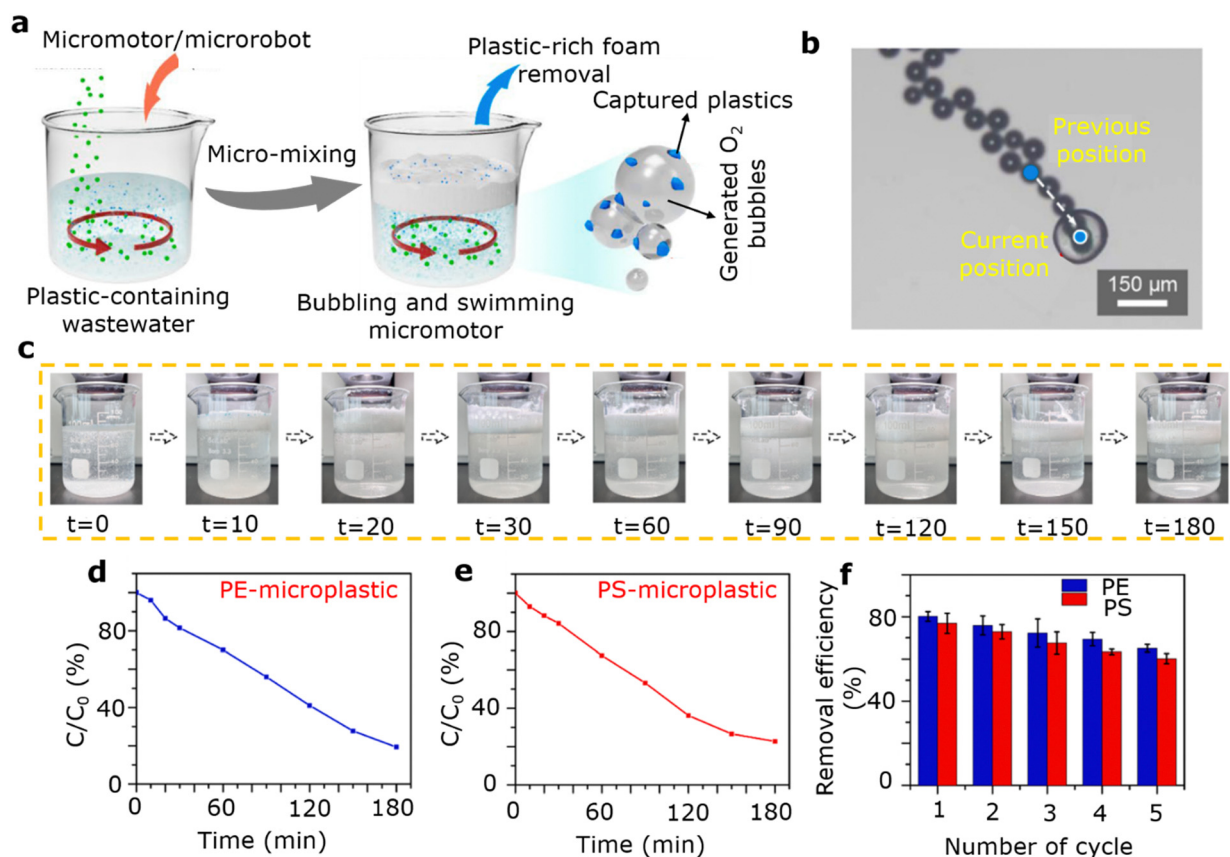 a
Micromotor/microrobot
Plastic-rich foam
removal
Captured plastics
Micro-mixing
Generated O₂
bubbles
Plastic-containing
wastewater
Bubbling and swimming
micromotor
b
Previous
position
Current
position
150 µm
c
t=0
t=10
t=20
t=30
t=60
t=90
t=120
t=150
t=180
d
PE-microplastic
C/C₀ (%)
80
40
0
0
60
120
180
Time (min)
e
PS-microplastic
C/C₀ (%)
80
40
0
0
60
120
180
Time (min)
f
PE
PS
Removal efficiency
(%)
80
40
0
1
2
3
4
5
Number of cycle